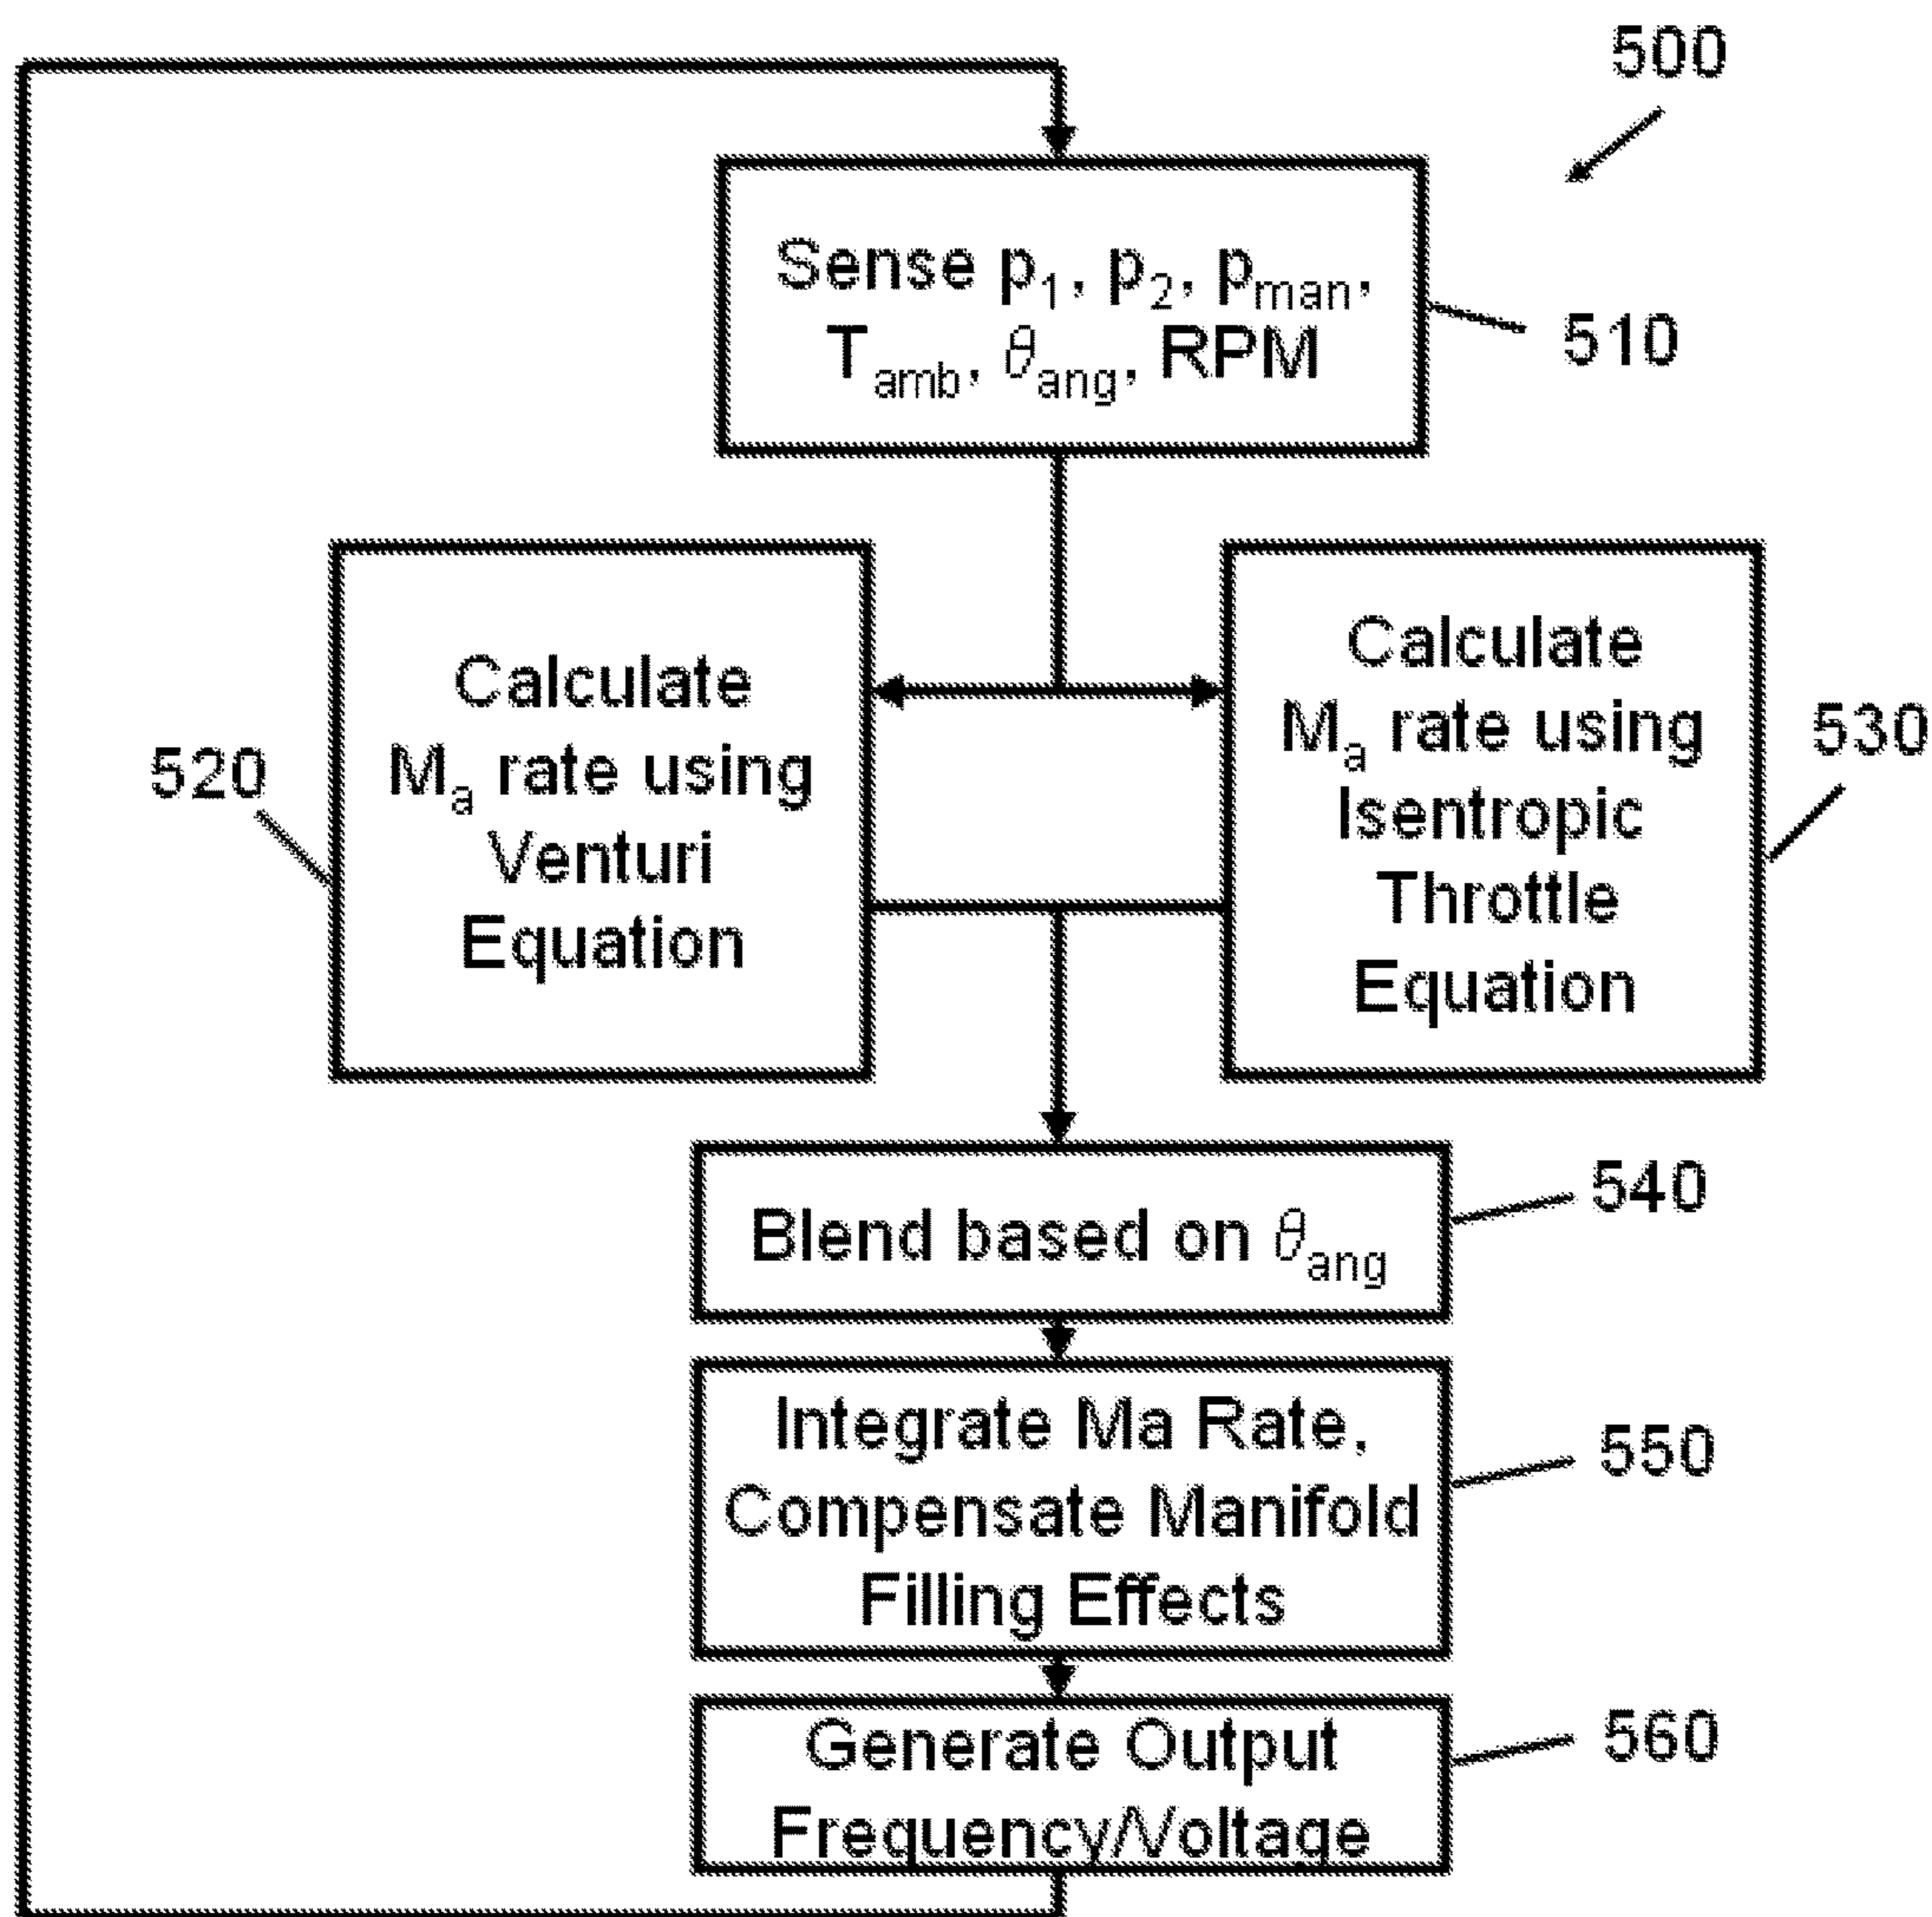 500
Sense p₁, p₂, pₘₐₙ,
Tamb, θang, RPM
510
Calculate
Mₐ rate using
Venturi
Equation
520
Calculate
Mₐ rate using
Isentropic
Throttle
Equation
530
Blend based on θang
540
Integrate Ma Rate,
Compensate Manifold
Filling Effects
550
Generate Output
Frequency/Voltage
560